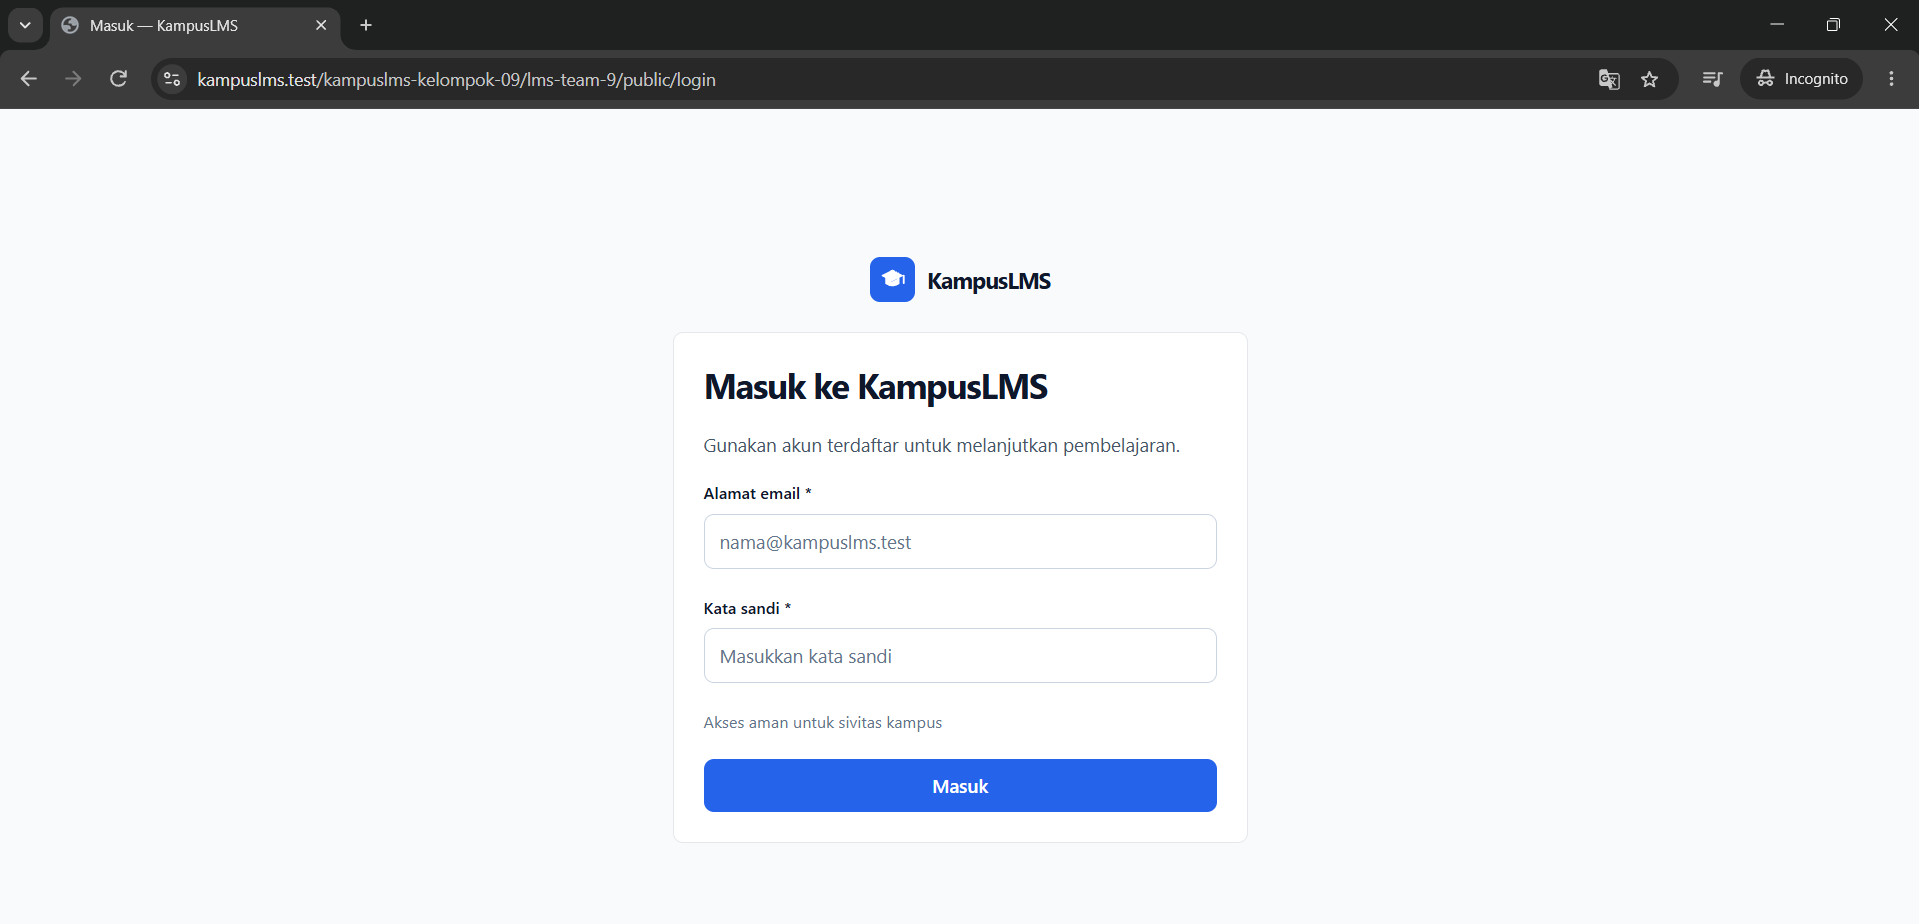 Masuk — KampusLMS
kampuslms.test/kampuslms-kelompok-09/lms-team-9/public/login
Incognito
KampusLMS
Masuk ke KampusLMS
Gunakan akun terdaftar untuk melanjutkan pembelajaran.
Alamat email *
nama@kampuslms.test
Kata sandi *
Masukkan kata sandi
Akses aman untuk sivitas kampus
Masuk